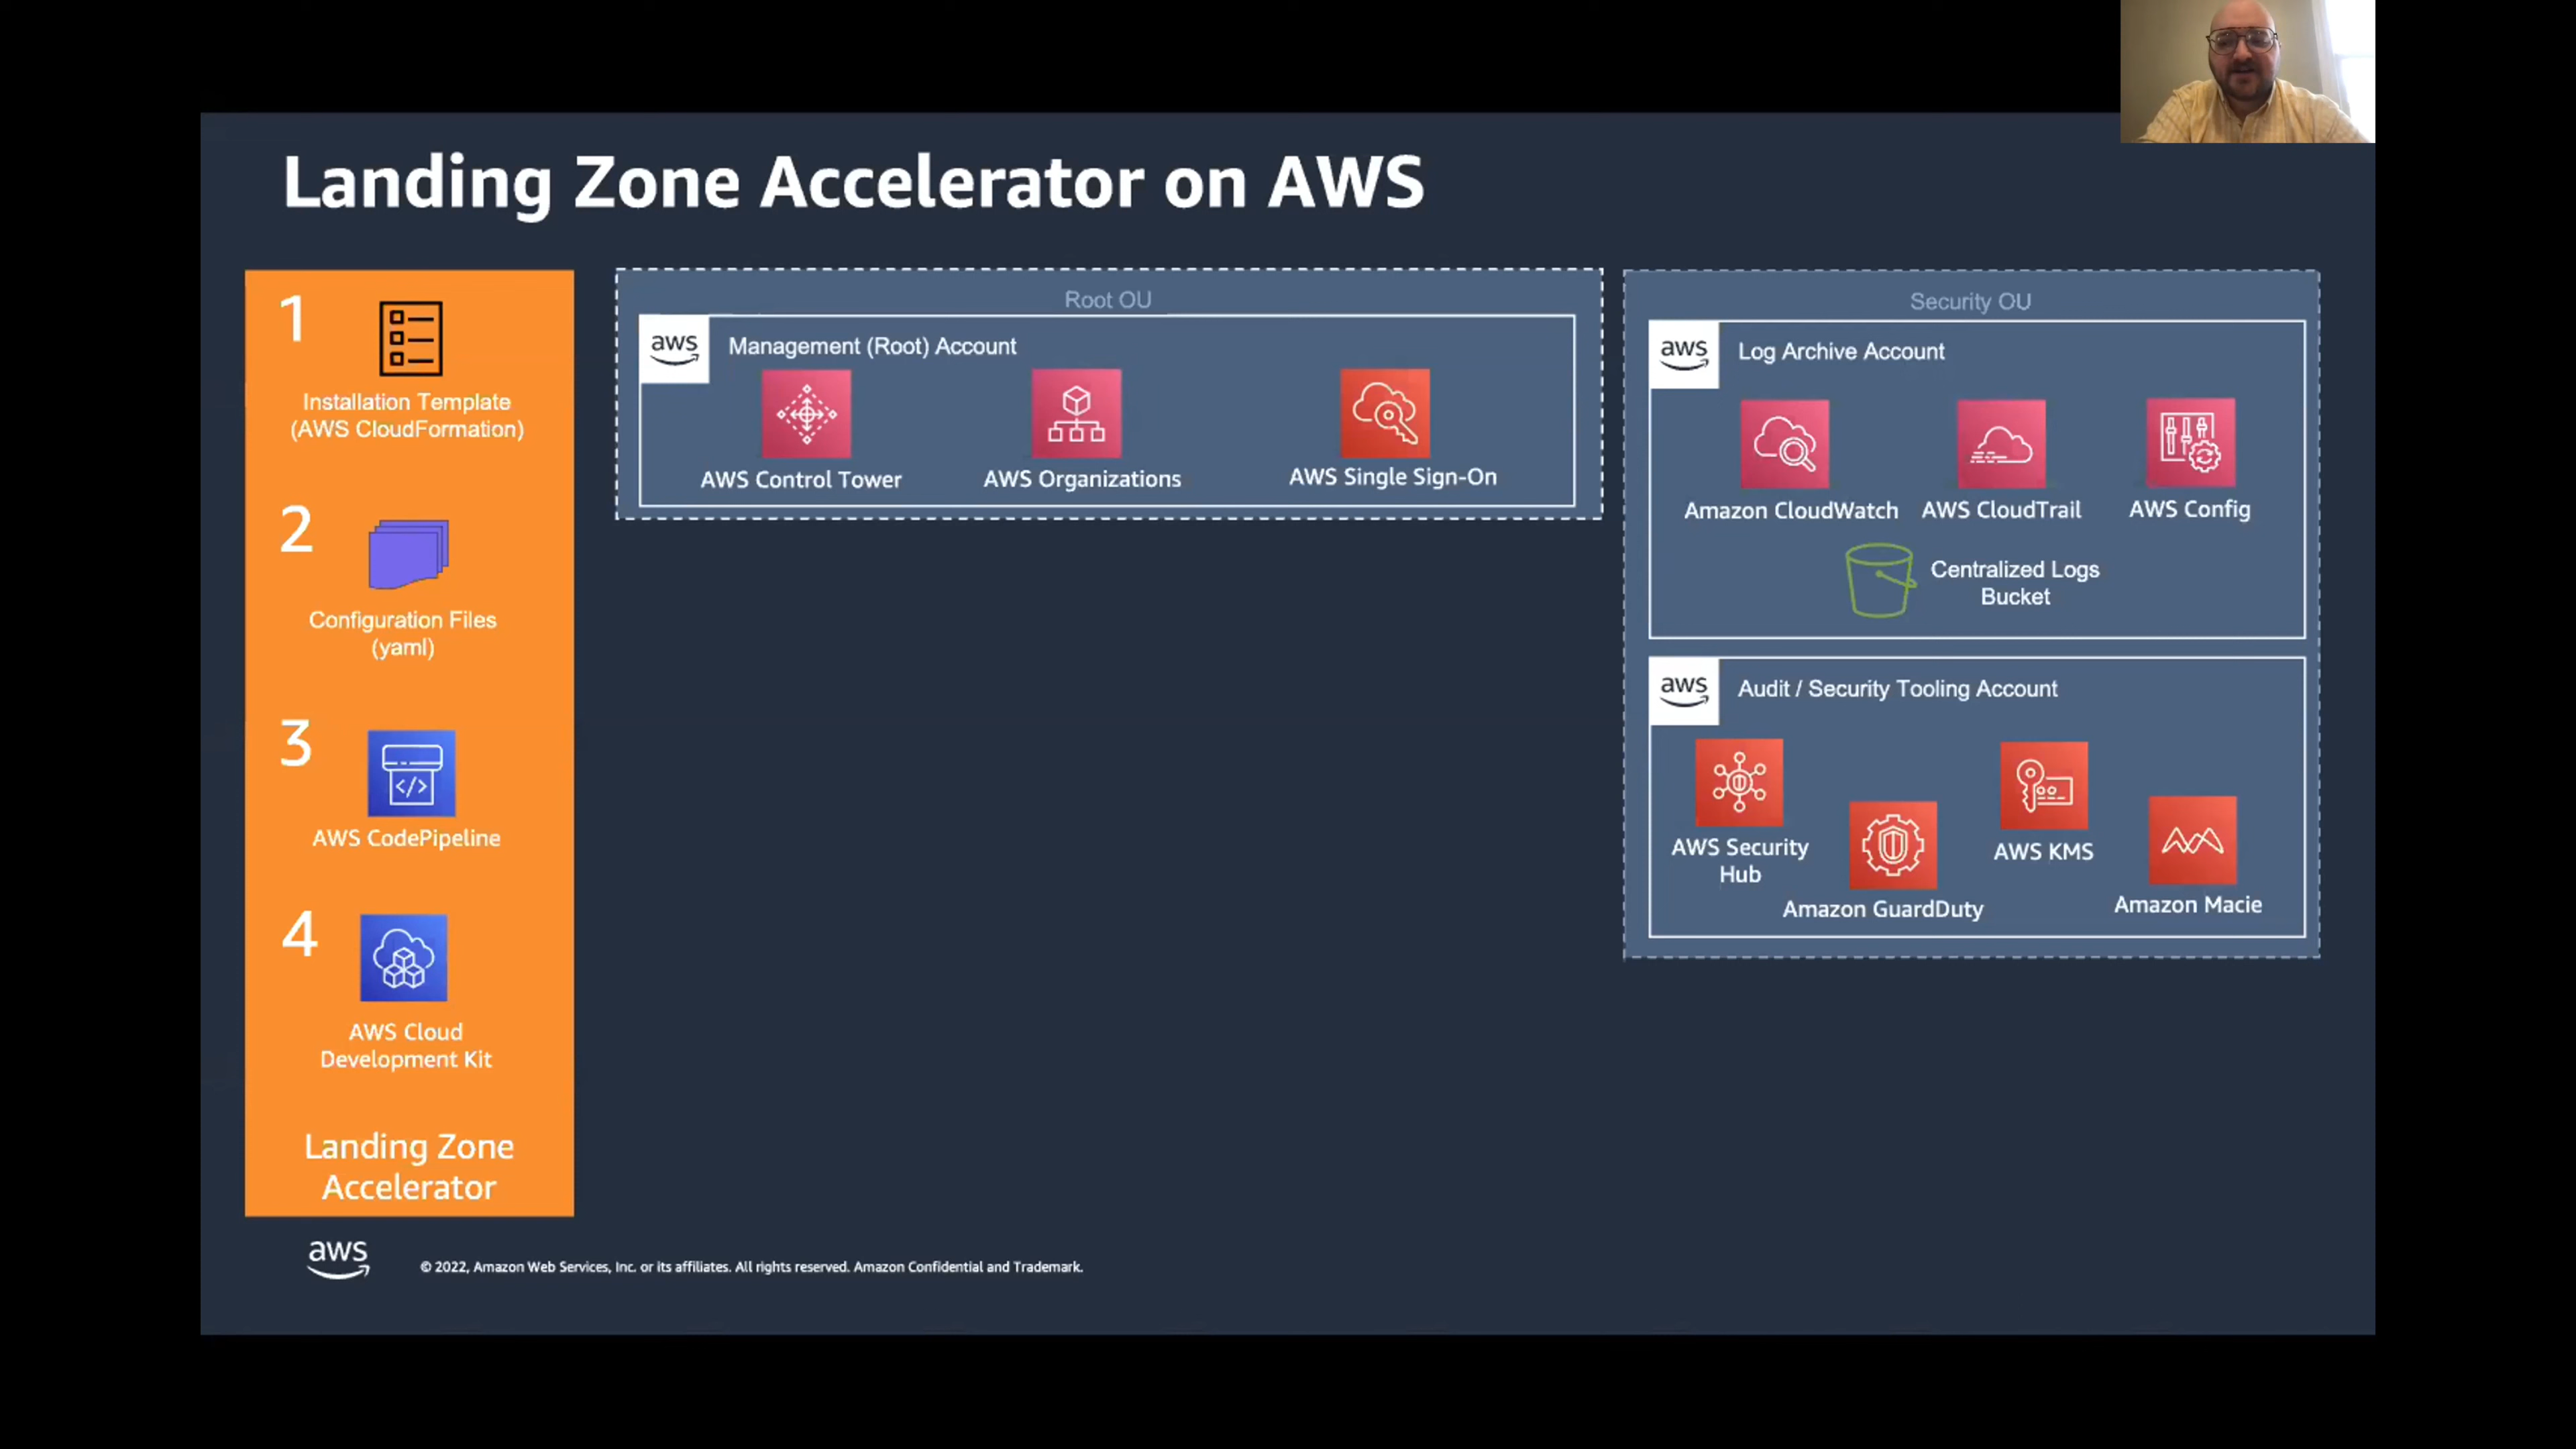 Landing Zone Accelerator on AWS
1
Installation Template
(AWS CloudFormation)
2
Configuration Files
(yaml)
3
AWS CodePipeline
4
AWS Cloud
Development Kit
Landing Zone
Accelerator
Root OU
aws
Management (Root) Account
AWS Control Tower
AWS Organizations
AWS Single Sign-On
Security OU
aws
Log Archive Account
Amazon CloudWatch
AWS CloudTrail
AWS Config
Centralized Logs
Bucket
aws
Audit / Security Tooling Account
</>
AWS Security
Hub
Amazon GuardDuty
AWS KMS
Amazon Macie
aws
© 2022, Amazon Web Services, Inc. or its affiliates. All rights reserved. Amazon Confidential and Trademark.